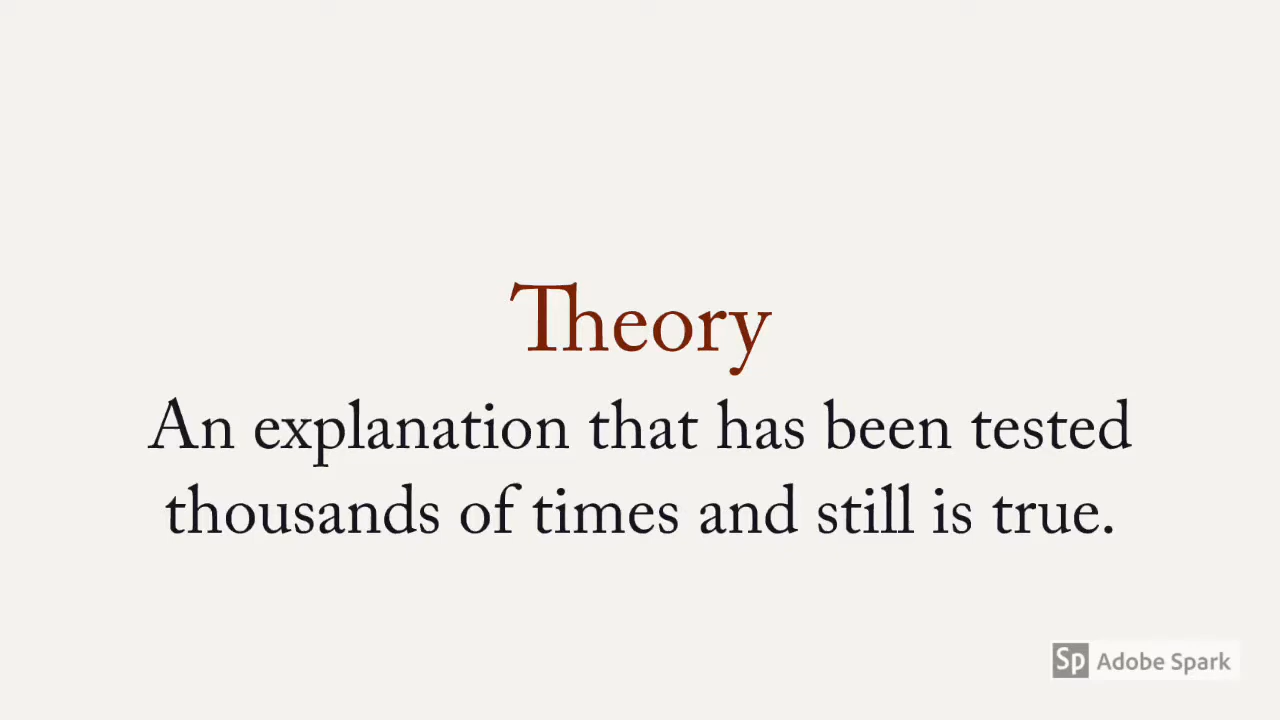 Theory
An explanation that has been tested
thousands of times and still is true.
Sp Adobe Spark